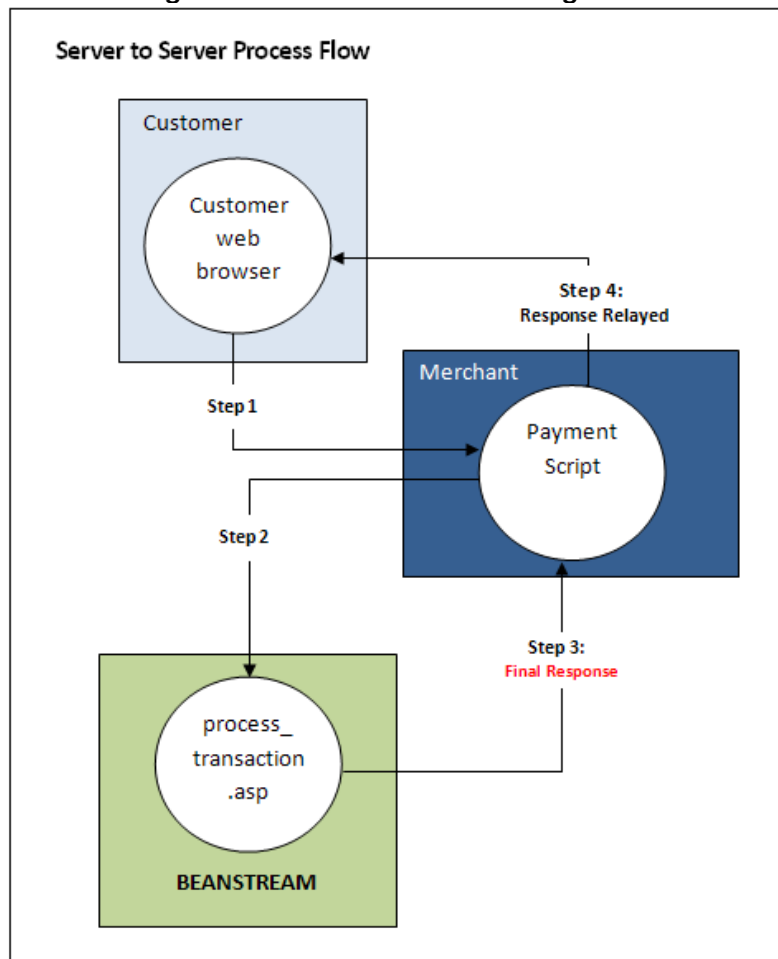 Server to Server Process Flow
Customer
Customer
web
browser
Step 4:
Response Relayed
Merchant
Payment
Script
Step 1
Step 2
Step 3:
Final Response
process_
transaction
.asp
BEANSTREAM